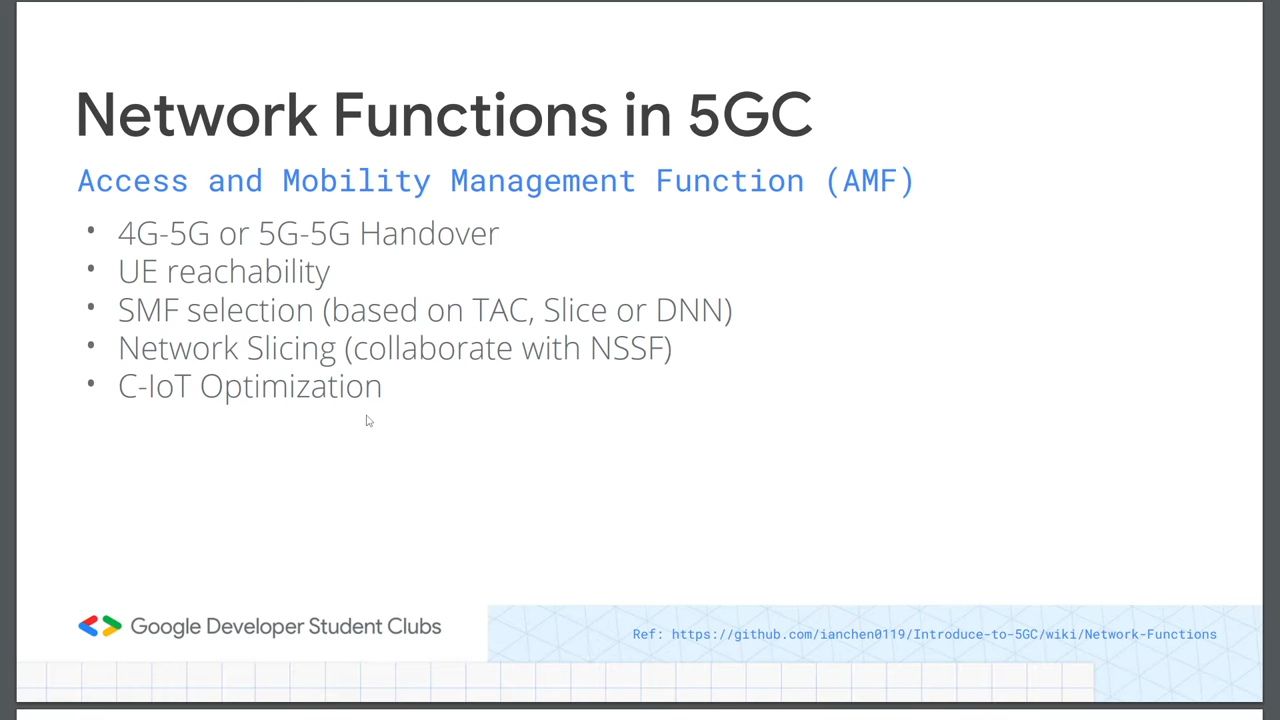 Network Functions in 5GC
Access and Mobility Management Function (AMF)
• 4G-5G or 5G-5G Handover
• UE reachability
• SMF selection (based on TAC, Slice or DNN)
• Network Slicing (collaborate with NSSF)
• C-IoT Optimization
Google Developer Student Clubs
Ref: https://github.com/ianchen0119/Introduce-to-5GC/wiki/Network-Functions